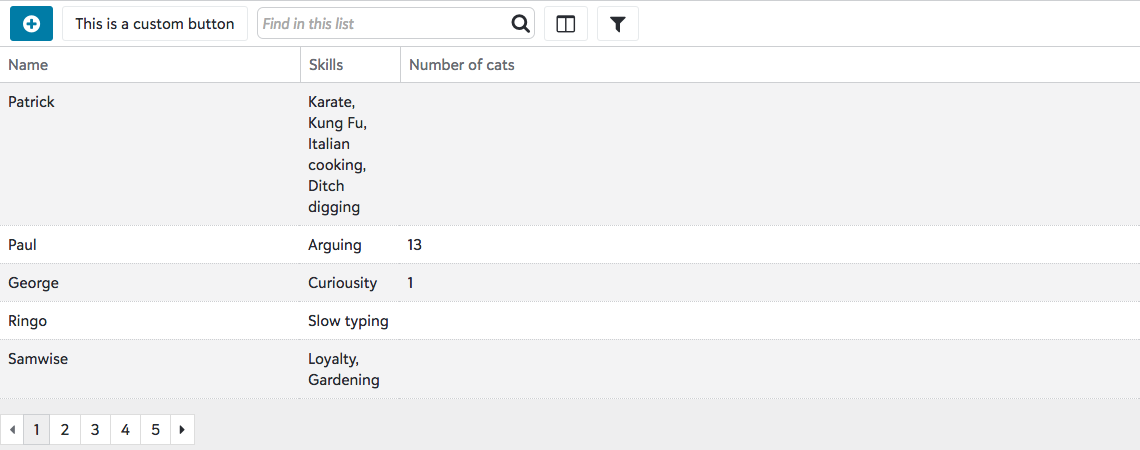 This is a custom button Find in this list
Name Skills Number of cats
Patrick Karate,
Kung Fu,
Italian
cooking,
Ditch
digging
Paul Arguing 13
George Curiousity 1
Ringo Slow typing
Samwise Loyalty,
Gardening
1 2 3 4 5